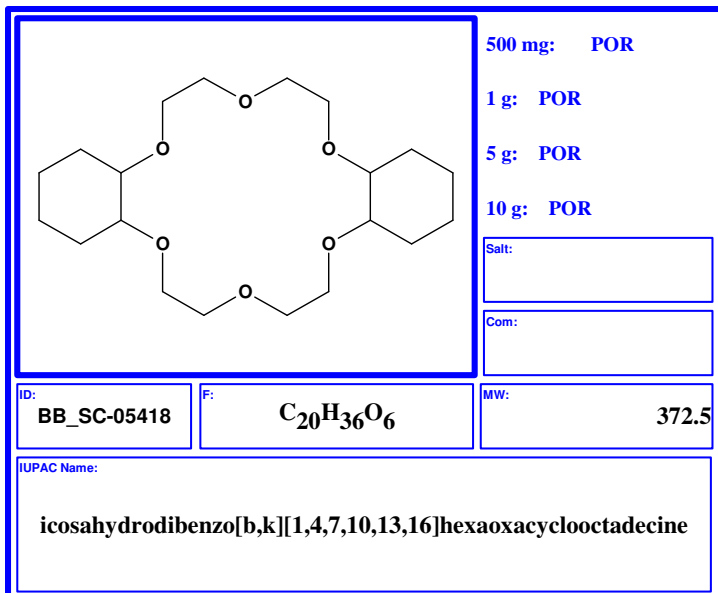 500 mg: POR
1 g: POR
5 g: POR
10 g: POR
O
O O
O O
O
Salt:
Com:
ID: BB_SC-05418
F: C20H36O6
MW: 372.5
IUPAC Name:
icosahydrodibenzo[b,k][1,4,7,10,13,16]hexaoxacyclooctadecine